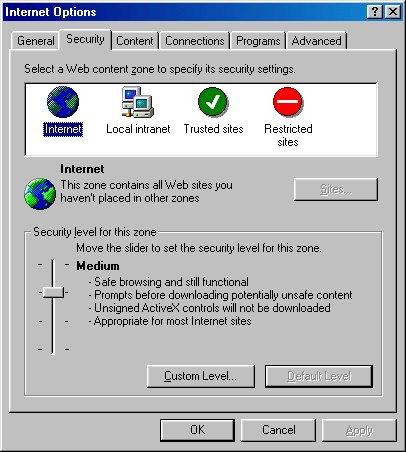 Internet Options
General Security Content Connections Programs Advanced
Select a Web content zone to specify its security settings.
Internet Local intranet Trusted sites Restricted
sites
Internet
This zone contains all Web sites you
haven't placed in other zones
Sites...
Security level for this zone
Move the slider to set the security level for this zone.
Medium
- Safe browsing and still functional
- Prompts before downloading potentially unsafe content
- Unsigned ActiveX controls will not be downloaded
- Appropriate for most Internet sites
Custom Level... Default Level
OK Cancel Apply